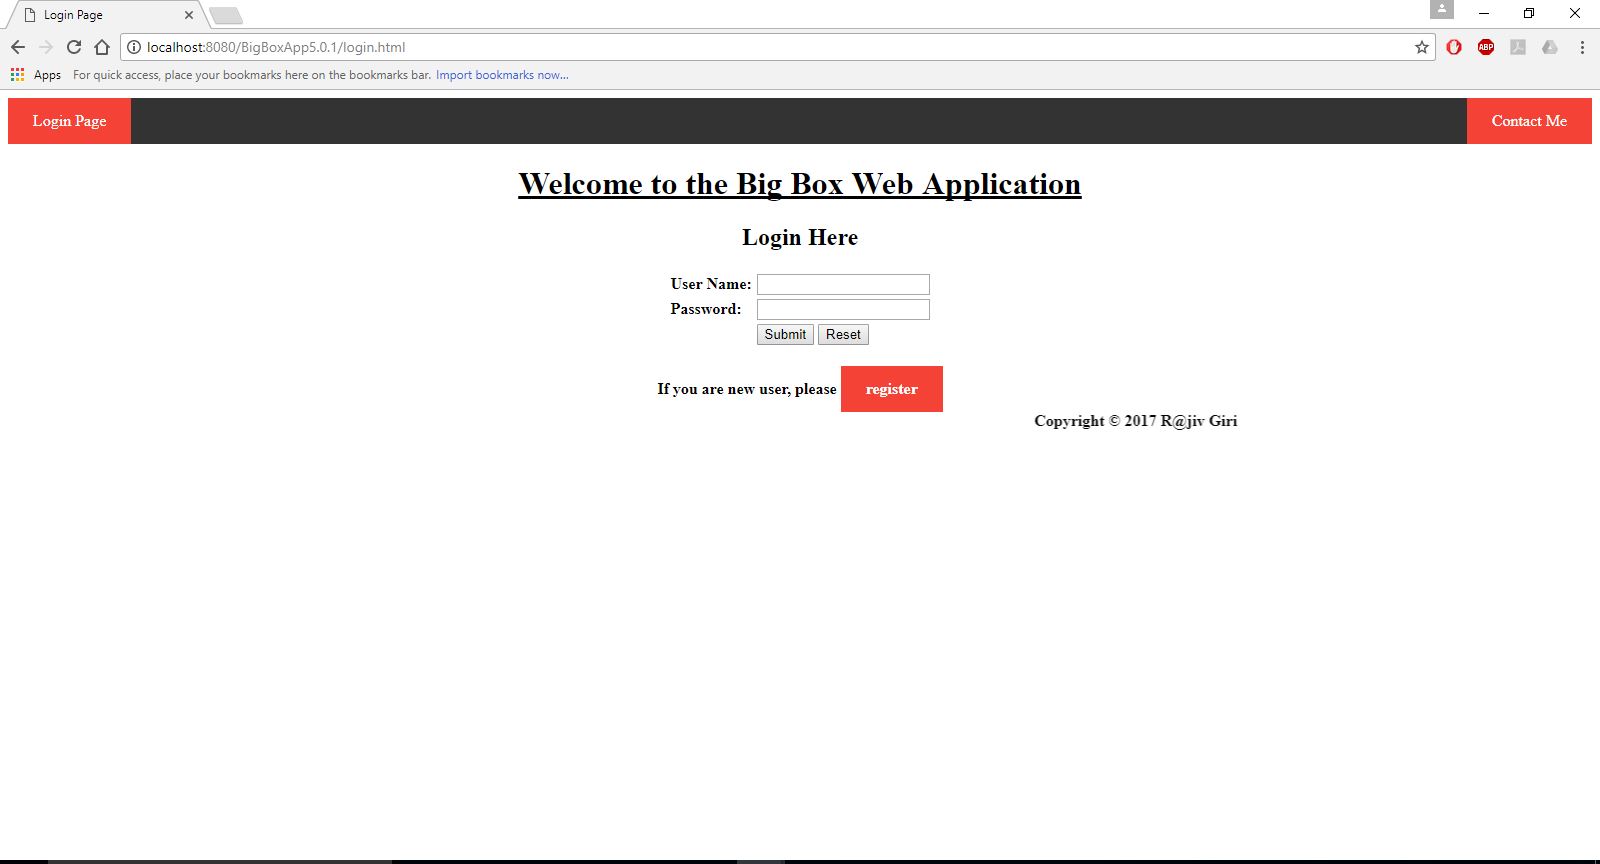 Login Page
localhost:8080/BigBoxApp5.0.1/login.html
ABP
Apps For quick access, place your bookmarks here on the bookmarks bar. Import bookmarks now...
Login Page Contact Me
Welcome to the Big Box Web Application
Login Here
User Name:
Password:
Submit Reset
If you are new user, please register
Copyright © 2017 R@jiv Giri